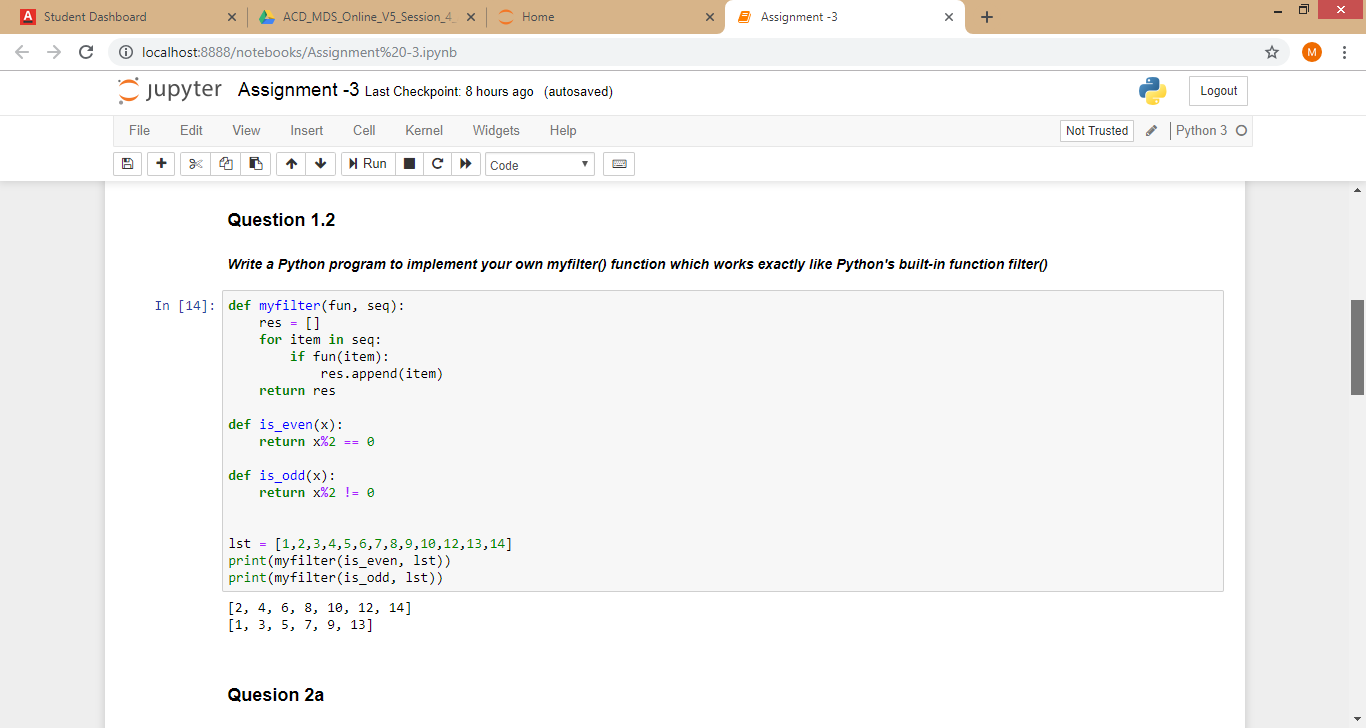 Student Dashboard
ACD_MDS_Online_V5_Session_4_
Home
Assignment -3
localhost:8888/notebooks/Assignment%20-3.ipynb
M
jupyter Assignment -3 Last Checkpoint: 8 hours ago (autosaved)
Logout
File Edit View Insert Cell Kernel Widgets Help
Not Trusted
Python 3
Run
Code
Question 1.2
Write a Python program to implement your own myfilter() function which works exactly like Python's built-in function filter()
In [14]:
def myfilter(fun, seq):
    res = []
    for item in seq:
        if fun(item):
            res.append(item)
    return res
def is_even(x):
    return x%2 == 0
def is_odd(x):
    return x%2 != 0
lst = [1,2,3,4,5,6,7,8,9,10,12,13,14]
print(myfilter(is_even, lst))
print(myfilter(is_odd, lst))
[2, 4, 6, 8, 10, 12, 14]
[1, 3, 5, 7, 9, 13]
Quesion 2a